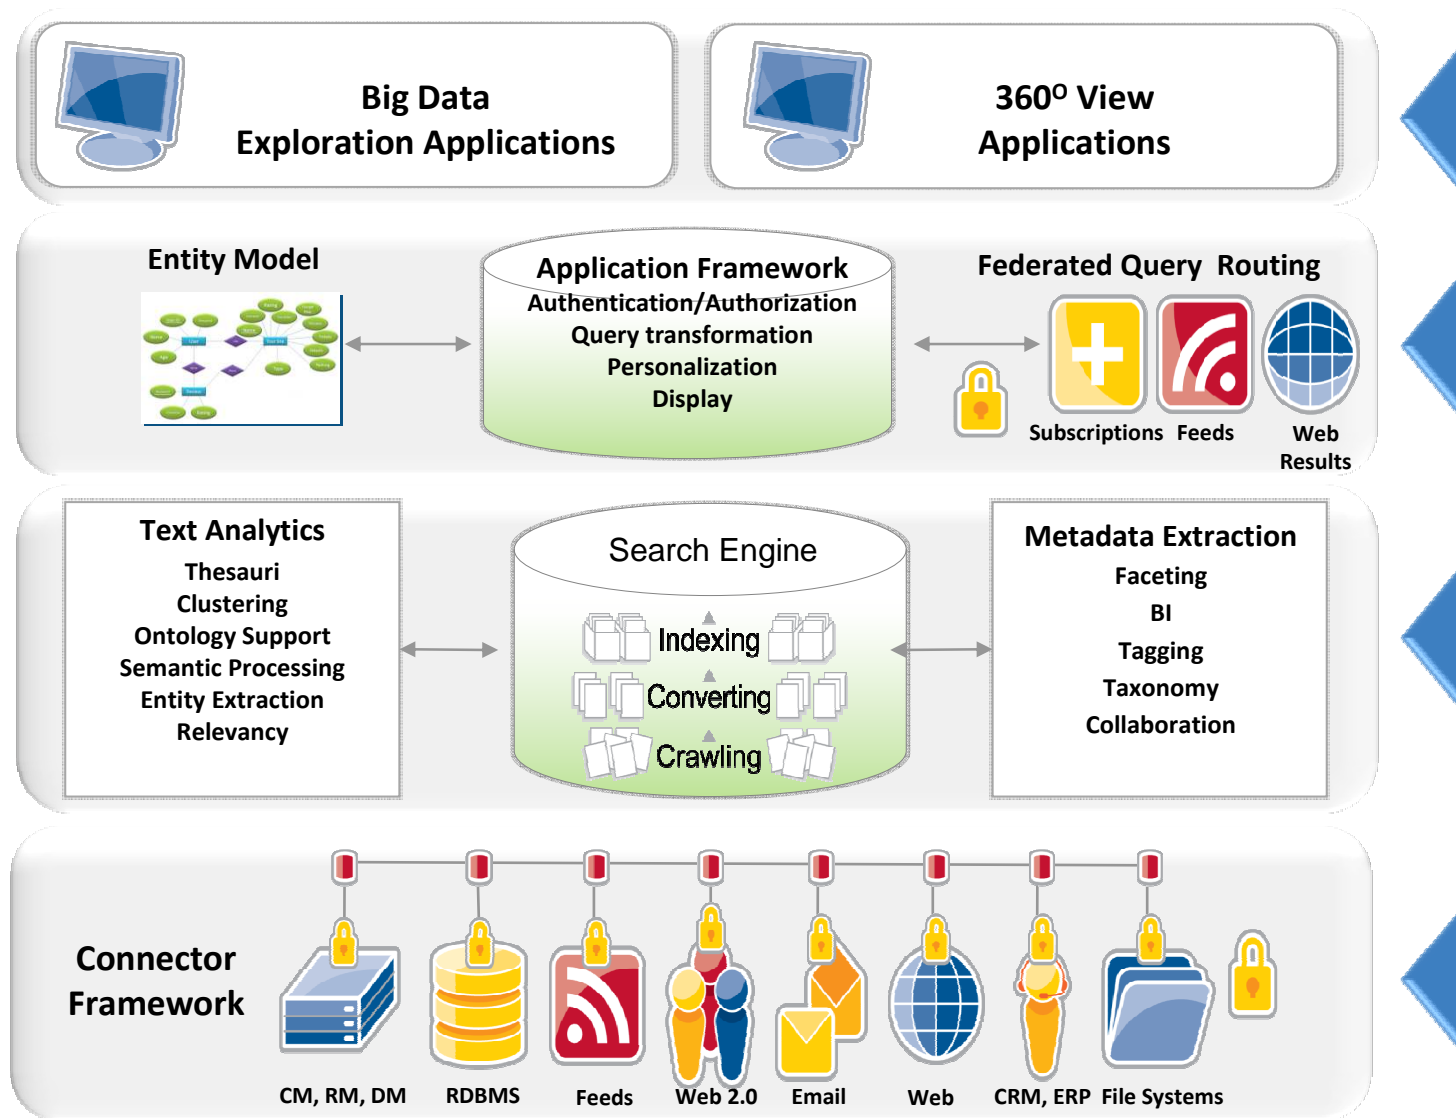 Big Data
Exploration Applications
360º View
Applications
Entity Model
Application Framework
Authentication/Authorization
Query transformation
Personalization
Display
Federated Query Routing
Subscriptions
Feeds
Web
Results
Text Analytics
Thesauri
Clustering
Ontology Support
Semantic Processing
Entity Extraction
Relevancy
Search Engine
Indexing
Converting
Crawling
Metadata Extraction
Faceting
BI
Tagging
Taxonomy
Collaboration
Connector
Framework
CM, RM, DM
RDBMS
Feeds
Web 2.0
Email
Web
CRM, ERP
File Systems